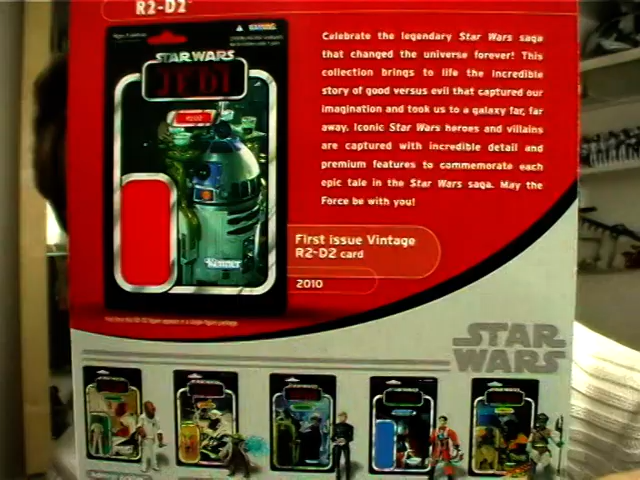 R2-D2
STAR WARS
JEDI
R2-D2
Kenner
Celebrate the legendary Star Wars saga
that changed the universe forever! This
collection brings to life the incredible
story of good versus evil that captured our
imagination and took us to a galaxy far, far
away. Iconic Star Wars heroes and villains
are captured with incredible detail and
premium features to commemorate each
epic tale in the Star Wars saga. May the
Force be with you!
First issue Vintage
R2-D2 card
2010
STAR
WARS